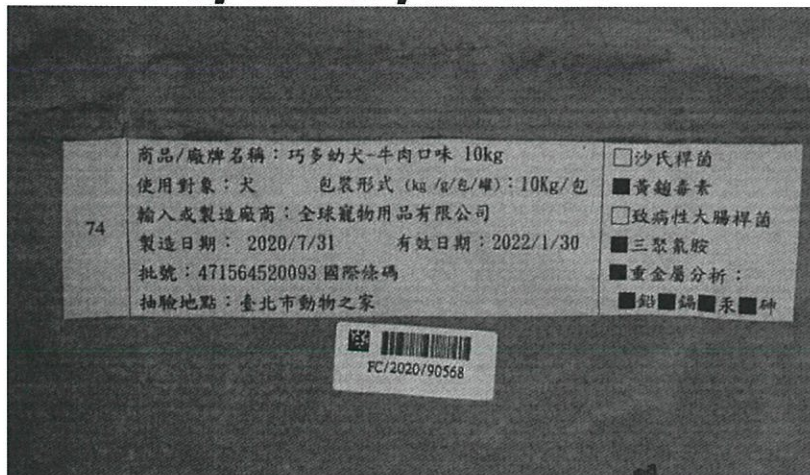 74
商品/廠牌名稱：巧多幼犬-牛肉口味 10kg
使用對象：犬 包裝形式 (kg /g/包/罐)：10Kg/包
輸入或製造廠商：全球寵物用品有限公司
製造日期： 2020/7/31 有效日期：2022/1/30
批號：471564520093 國際條碼
抽驗地點：臺北市動物之家
□沙氏桿菌
■黃麴毒素
□致病性大腸桿菌
■三聚氰胺
■重金屬分析：
■鉛■鎘■汞■砷
FC/2020/90568